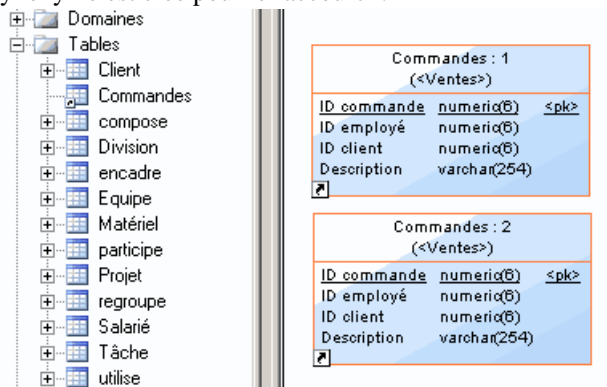 Domaines
Tables
Client
Commandes
compose
Division
encadre
Equipe
Matériel
participe
Projet
regroupe
Salarié
Tâche
utilise
Commandes : 1
(<Ventes>)
ID commande numeric(6) <pk>
ID employé numeric(6)
ID client numeric(6)
Description varchar(254)
Commandes : 2
(<Ventes>)
ID commande numeric(6) <pk>
ID employé numeric(6)
ID client numeric(6)
Description varchar(254)